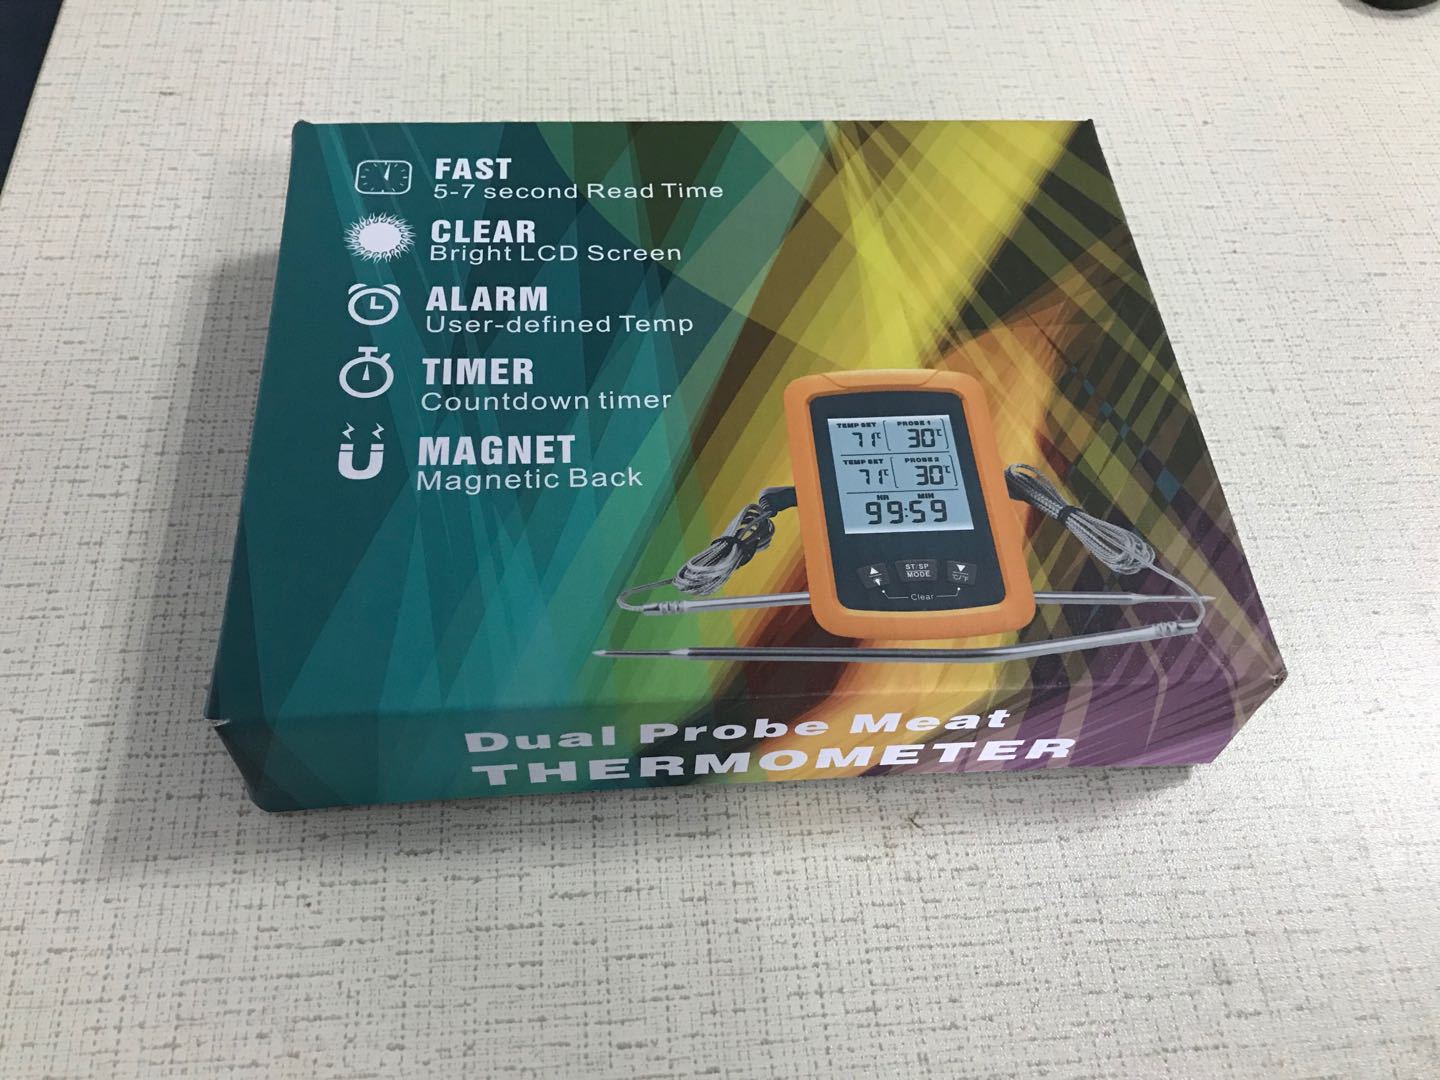 FAST
5-7 second Read Time
CLEAR
Bright LCD Screen
ALARM
User-defined Temp
TIMER
Countdown timer
MAGNET
Magnetic Back
TEMP SET PROBE 1
71℃ 30℃
TEMP SET PROBE 2
71℃ 30℃
HR MIN
99:59
ST/SP
MODE
°C/°F
Clear
Dual Probe Meat
THERMOMETER